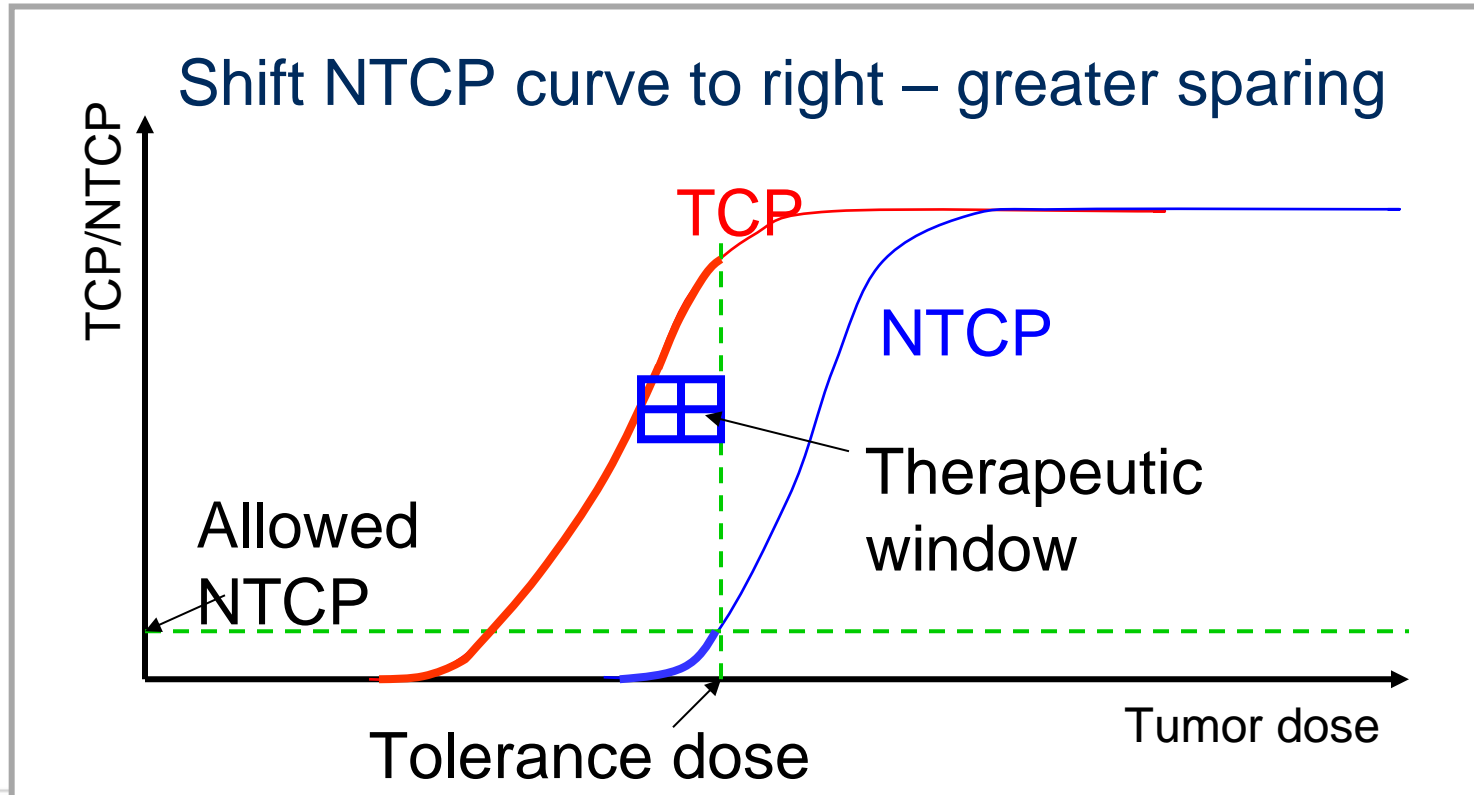 Shift NTCP curve to right – greater sparing
TCP/NTCP
TCP
NTCP
Therapeutic
window
Allowed
NTCP
Tolerance dose
Tumor dose